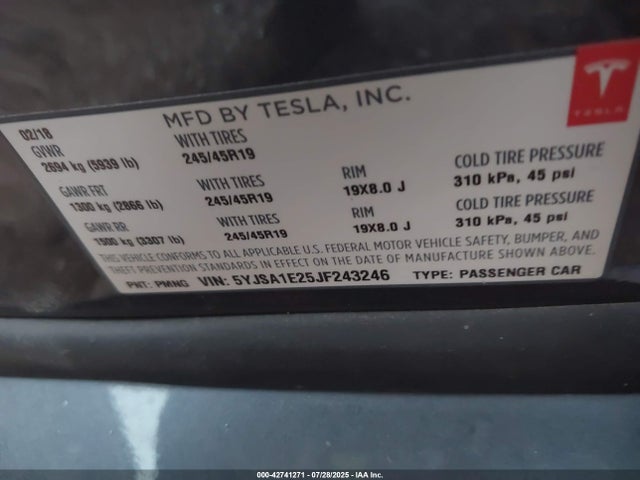 MFD BY TESLA, INC.
TESLA
02/18
GVWR
2694 kg (5939 lb)
WITH TIRES
245/45R19
GAWR FRT
1300 kg (2866 lb)
WITH TIRES
245/45R19
RIM
19X8.0 J
COLD TIRE PRESSURE
310 kPa, 45 psi
GAWR RR
1500 kg (3307 lb)
WITH TIRES
245/45R19
RIM
19X8.0 J
COLD TIRE PRESSURE
310 kPa, 45 psi
THIS VEHICLE CONFORMS TO ALL APPLICABLE U.S. FEDERAL MOTOR VEHICLE SAFETY, BUMPER, AND
THEFT PREVENTION STANDARDS IN EFFECT ON THE DATE OF MANUFACTURE SHOWN ABOVE.
PNT: PMNG VIN: 5YJSA1E25JF243246 TYPE: PASSENGER CAR
000-42741271 - 07/28/2025 - IAA Inc.